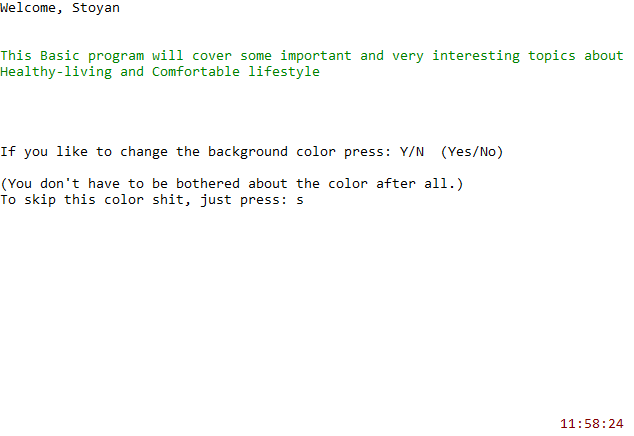 Welcome, Stoyan
This Basic program will cover some important and very interesting topics about
Healthy-living and Comfortable lifestyle
If you like to change the background color press: Y/N  (Yes/No)
(You don't have to be bothered about the color after all.)
To skip this color shit, just press: s
11:58:24